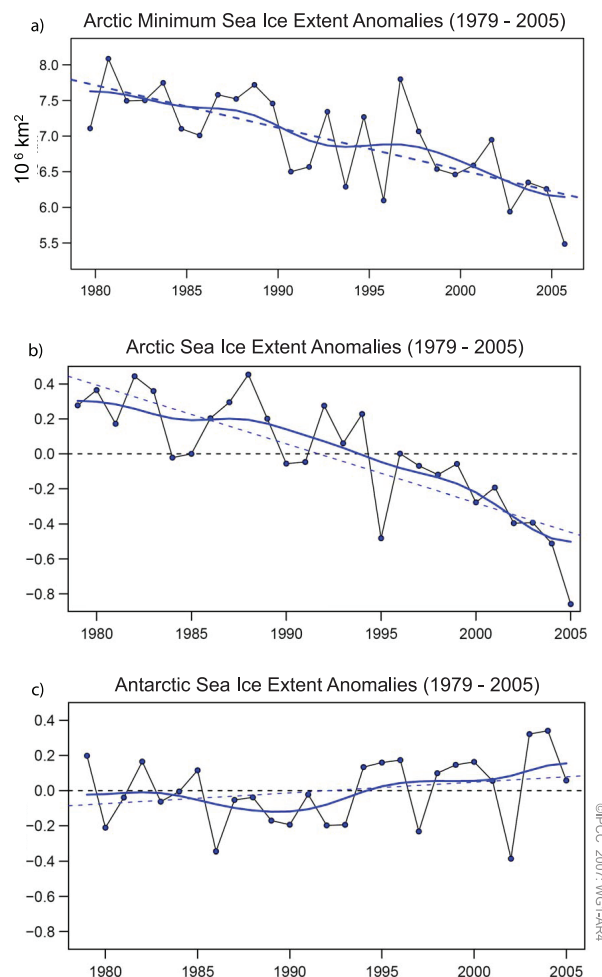 a)
Arctic Minimum Sea Ice Extent Anomalies (1979 - 2005)
10⁶ km²
8.0
7.5
7.0
6.5
6.0
5.5
1980 1985 1990 1995 2000 2005
b)
Arctic Sea Ice Extent Anomalies (1979 - 2005)
0.4
0.2
0.0
−0.2
−0.4
−0.6
−0.8
1980 1985 1990 1995 2000 2005
c)
Antarctic Sea Ice Extent Anomalies (1979 - 2005)
0.4
0.2
0.0
−0.2
−0.4
−0.6
−0.8
1980 1985 1990 1995 2000 2005
©IPCC 2007: WG1-AR4